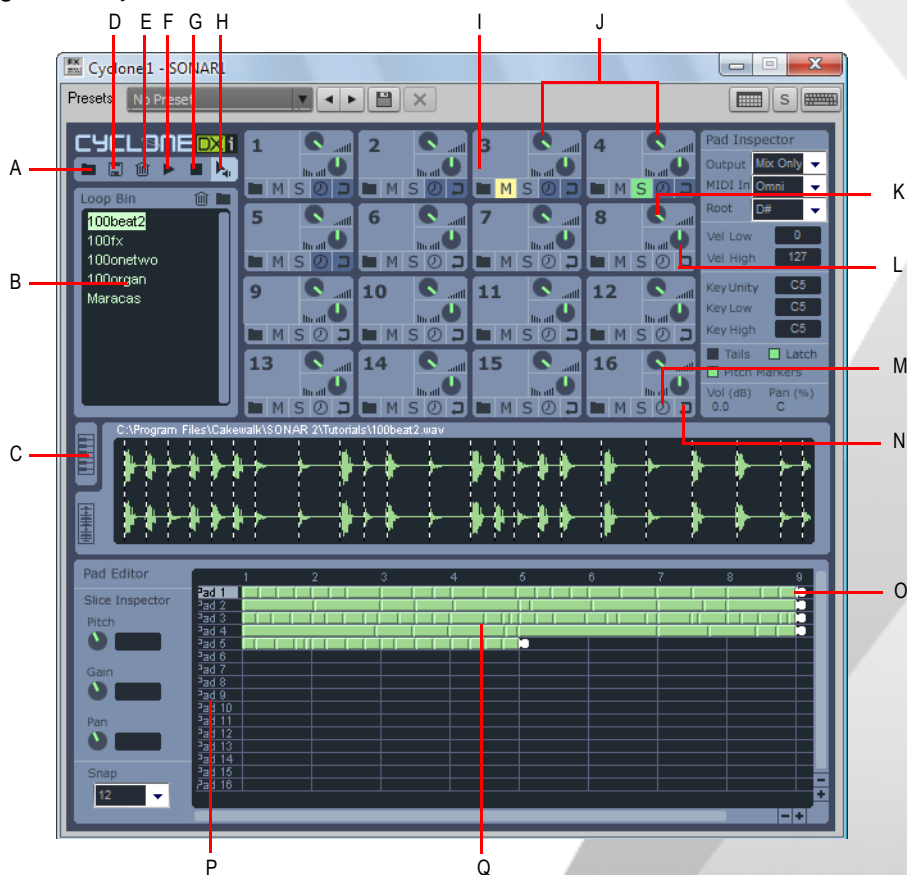 D E F G H I J
Cyclone1 - SONAR1
Presets: No Preset
S
CYCLONE DXi
1 2 3 4
Pad Inspector
A
Output Mix Only
M S M S M S M S
MIDI In Omni
Loop Bin
Root D#
K
100beat2
5 6 7 8
Vel Low 0
100fx
100onetwo
M S M S M S M S
Vel High 127
L
B
100organ
Key Unity C5
Maracas
9 10 11 12
Key Low C5
M S M S M S M S
Key High C5
13 14 15 16
Tails Latch
M
Pitch Markers
Vol (dB) Pan (%)
M S M S M S M S
0.0 C
N
C:\Program Files\Cakewalk\SONAR 2\Tutorials\100beat2.wav
C
Pad Editor
1 2 3 4 5 6 7 8 9
Slice Inspector
Pad 1
O
Pad 2
Pitch
Pad 3
Pad 4
Pad 5
Pad 6
Gain
Pad 7
Pad 8
Pad 9
Pad 10
Pan
Pad 11
Pad 12
Pad 13
Pad 14
Snap
Pad 15
12
Pad 16
P Q